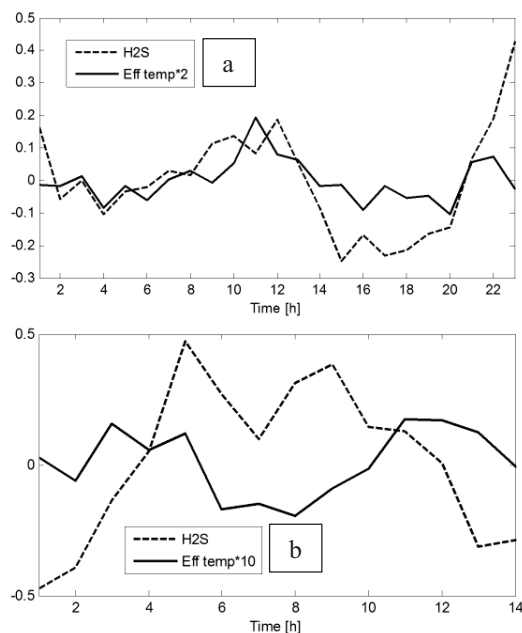 0.5
H2S
Eff temp*2
a
0.4
0.3
0.2
0.1
0
-0.1
-0.2
-0.3
2 4 6 8 10 12 14 16 18 20 22
Time [h]
0.5
0
H2S
Eff temp*10
b
-0.5
2 4 6 8 10 12 14
Time [h]